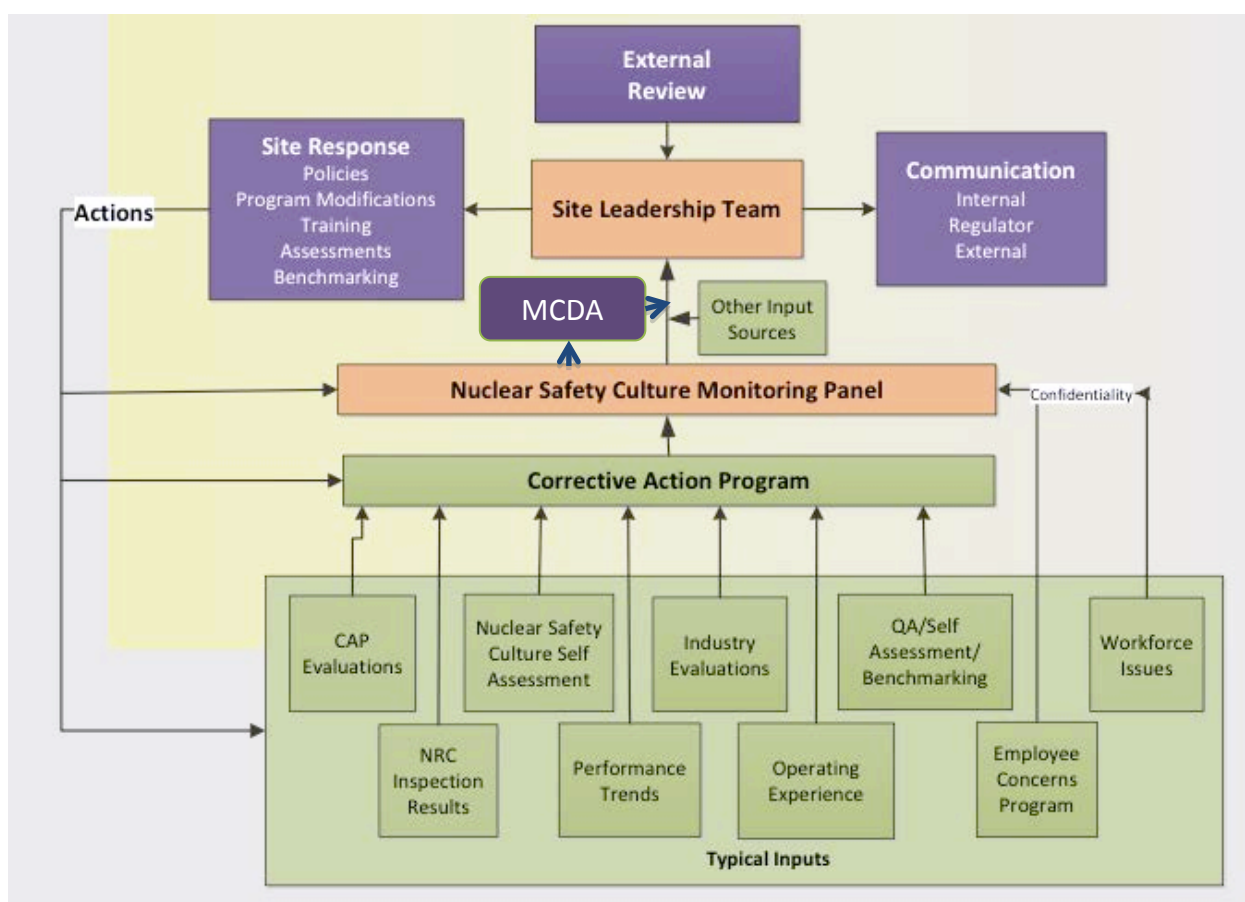 External
Review
Site Response
Policies
Program Modifications
Training
Assessments
Benchmarking
Actions
Site Leadership Team
Communication
Internal
Regulator
External
MCDA
Other Input
Sources
Nuclear Safety Culture Monitoring Panel
Confidentiality
Corrective Action Program
CAP
Evaluations
Nuclear Safety
Culture Self
Assessment
Industry
Evaluations
QA/Self
Assessment/
Benchmarking
Workforce
Issues
NRC
Inspection
Results
Performance
Trends
Operating
Experience
Employee
Concerns
Program
Typical Inputs